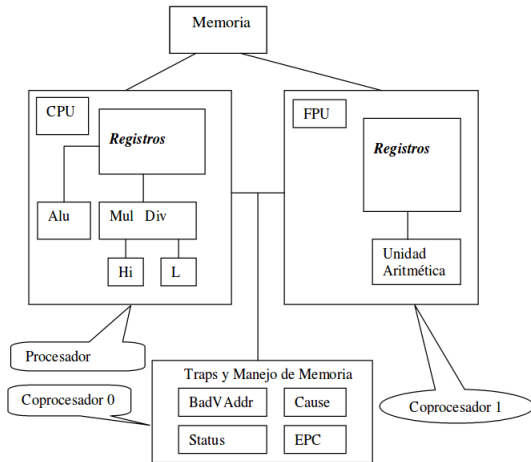 Memoria
CPU
Registros
Alu
Mul Div
Hi
L
FPU
Registros
Unidad
Aritmética
Procesador
Traps y Manejo de Memoria
Coprocesador 0
BadVAddr
Cause
Status
EPC
Coprocesador 1